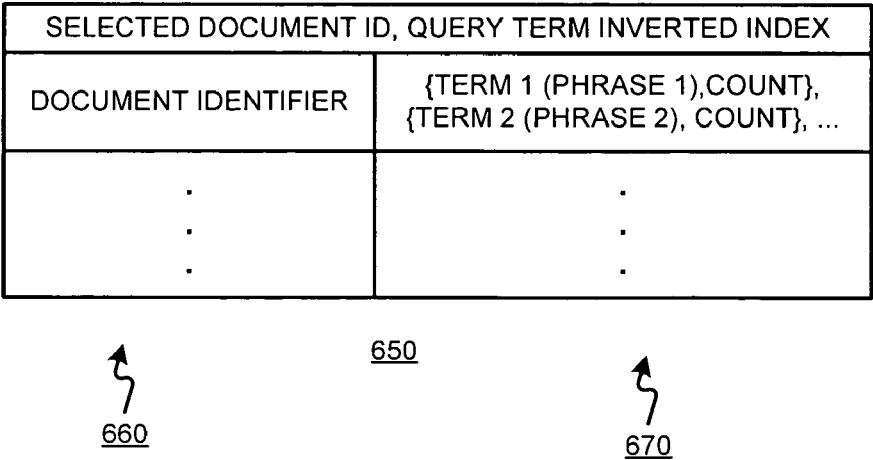 SELECTED DOCUMENT ID, QUERY TERM INVERTED INDEX
DOCUMENT IDENTIFIER
{TERM 1 (PHRASE 1),COUNT},
{TERM 2 (PHRASE 2), COUNT}, ...
650
660
670